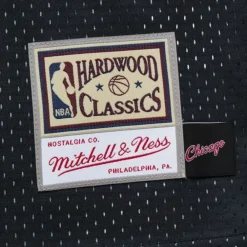 HARDWOOD
NBA
CLASSICS
NOSTALGIA CO.
Mitchell & Ness
PHILADELPHIA, PA.
Chicago